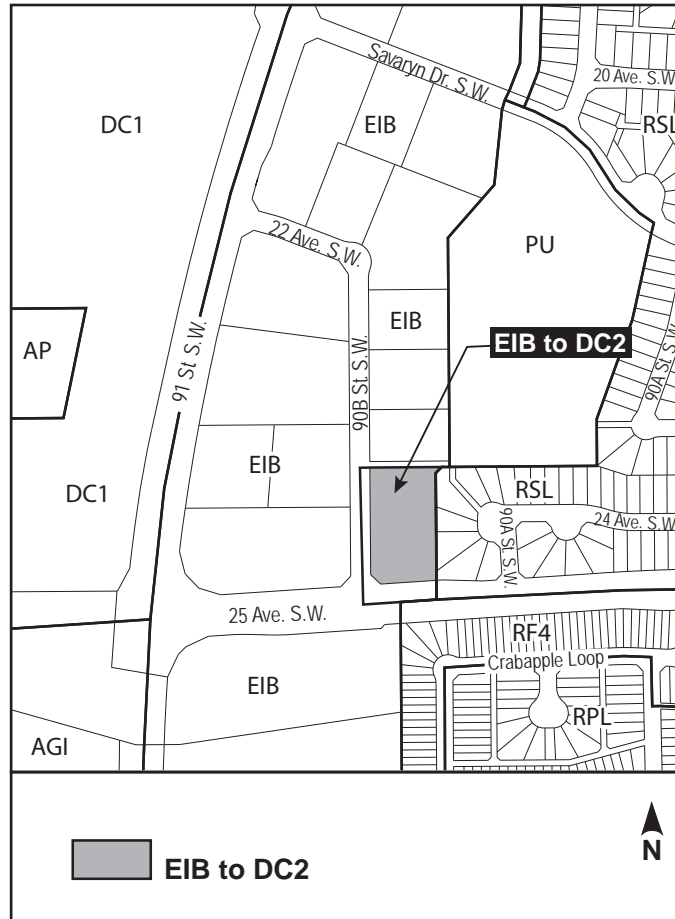 Savaryn Dr. S.W.
20 Ave. S.W.
DC1
EIB
RSL
22 Ave. S.W.
PU
EIB
EIB to DC2
AP
91 St S.W.
90B St S.W.
90A St S.W.
EIB
DC1
RSL
90A St. S.W.
24 Ave. S.W.
25 Ave. S.W.
RF4
Crabapple Loop
EIB
RPL
AGI
EIB to DC2
N